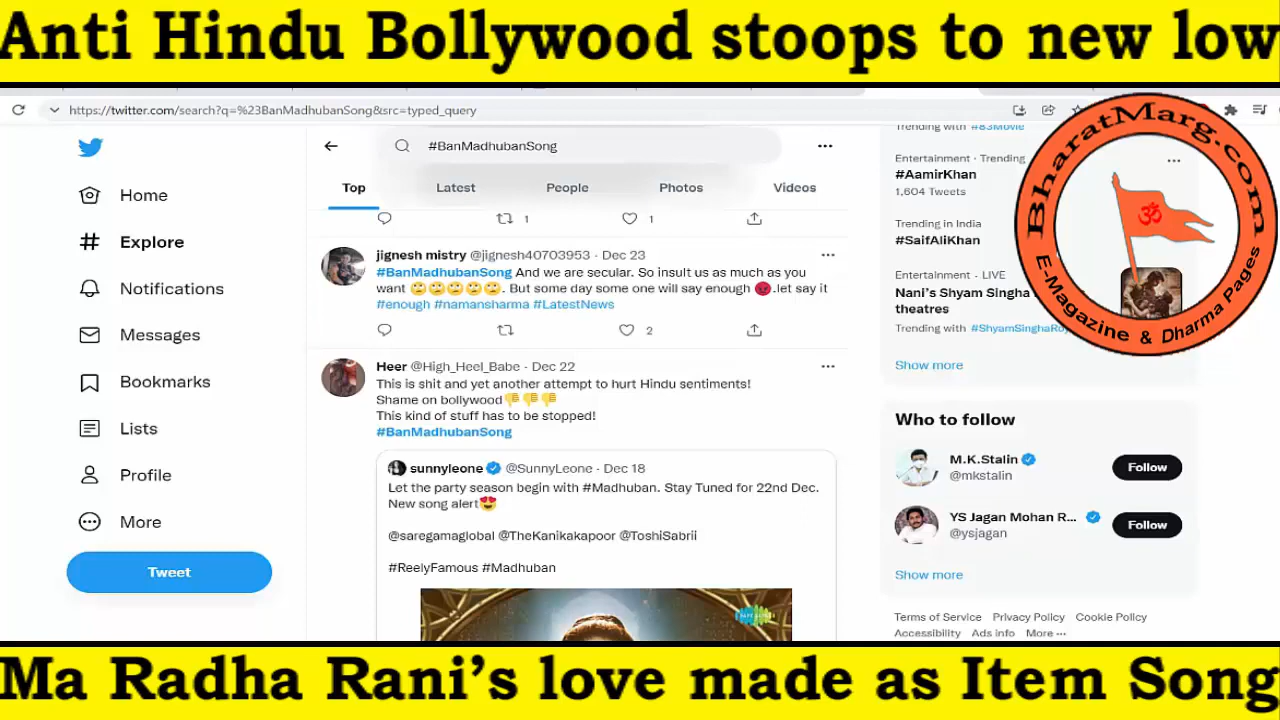 Anti Hindu Bollywood stoops to new low
https://twitter.com/search?q=%23BanMadhubanSong&src=typed_query
#BanMadhubanSong
Top Latest People Photos Videos
Home
Explore
Notifications
Messages
Bookmarks
Lists
Profile
More
Tweet
1 1
jignesh mistry @jignesh40703953 · Dec 23
#BanMadhubanSong And we are secular. So insult us as much as you
want 🙄🙄🙄🙄🙄. But some day some one will say enough 😡.let say it
#enough #namansharma #LatestNews
2
Heer @High_Heel_Babe · Dec 22
This is shit and yet another attempt to hurt Hindu sentiments!
Shame on bollywood👎👎👎
This kind of stuff has to be stopped!
#BanMadhubanSong
sunnyleone @SunnyLeone · Dec 18
Let the party season begin with #Madhuban. Stay Tuned for 22nd Dec.
New song alert😍
@saregamaglobal @TheKanikakapoor @ToshiSabrii
#ReelyFamous #Madhuban
Trending with #83Movie
Entertainment · Trending
#AamirKhan
1,604 Tweets
Trending in India
#SaifAliKhan
Entertainment · LIVE
Nani's Shyam Singha
theatres
Trending with #ShyamSinghaRoy
Show more
Who to follow
M.K.Stalin
@mkstalin
Follow
YS Jagan Mohan R...
@ysjagan
Follow
Show more
Terms of Service Privacy Policy Cookie Policy
Accessibility Ads info More ···
BharatMarg.com
ॐ
E-Magazine & Dharma Pages
Ma Radha Rani’s love made as Item Song